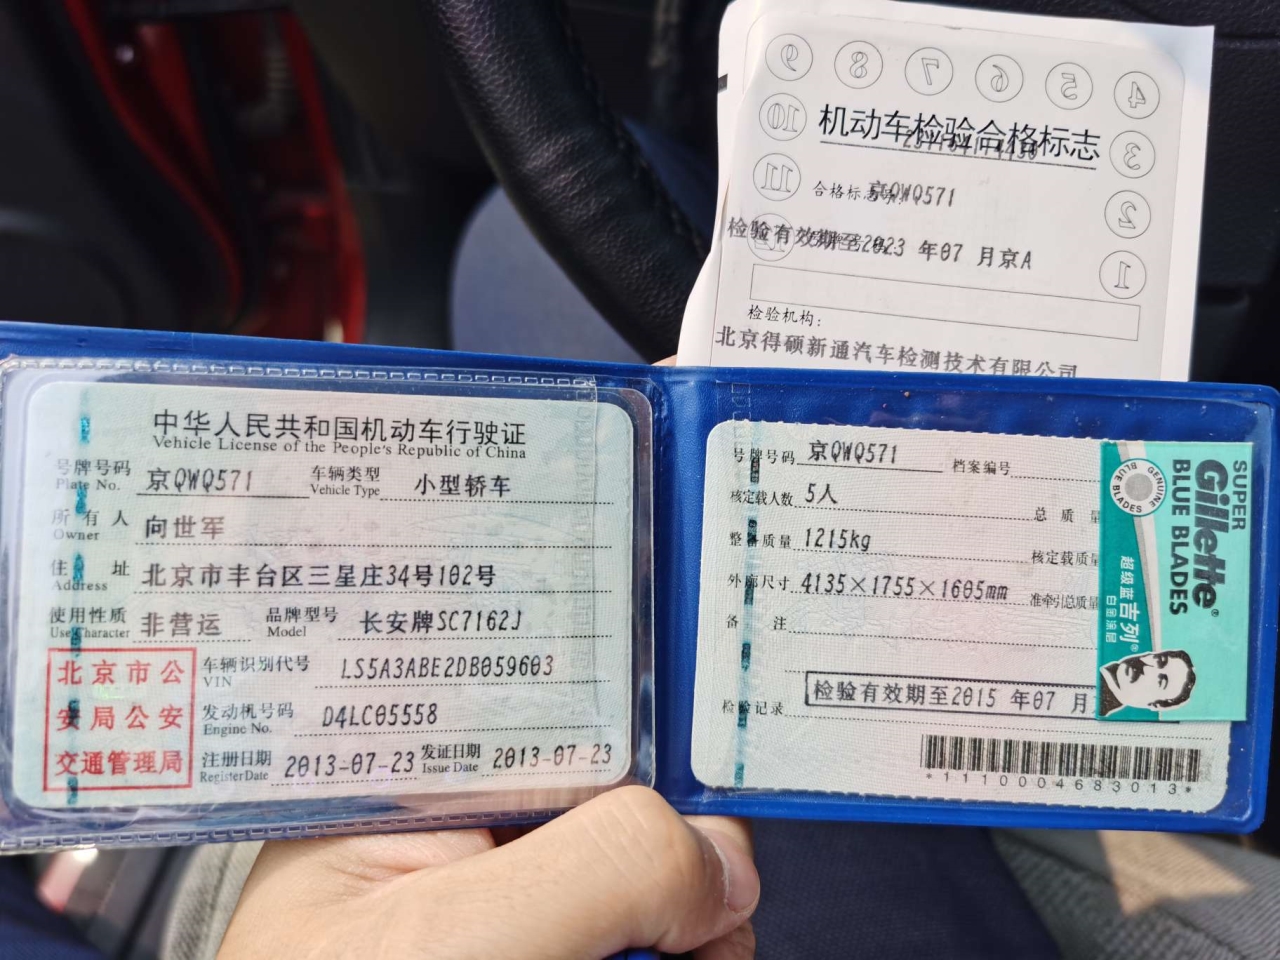 机动车检验合格标志
合格标志
京QWQ571
检验有效期至2023 年07 月京A
检验机构：
北京得硕新通汽车检测技术有限公司
9 8 7 6 5 4
10 3
11 2
1
中华人民共和国机动车行驶证
Vehicle License of the People's Republic of China
号牌号码 京QWQ571 车辆类型 小型轿车
Plate No. Vehicle Type
所有人 向世军
Owner
住址 北京市丰台区三星庄34号102号
Address
使用性质 非营运 品牌型号 长安牌SC7162J
Use Character Model
北京市公
安局公安
交通管理局
车辆识别代号 LS5A3ABE2DB059603
VIN
发动机号码 D4LC05558
Engine No.
注册日期 2013-07-23 发证日期 2013-07-23
Register Date Issue Date
号牌号码 京QWQ571 档案编号
核定载人数 5人 总质量
整备质量 1215kg 核定载质量
外廓尺寸 4135×1755×1605mm 准牵引总质量
备注
检验有效期至2015 年07 月
检验记录
*1110004683013*
SUPER
Gillette®
BLUE BLADES
GENUINE
BLUE BLADES
超级蓝吉列®
白金涂层